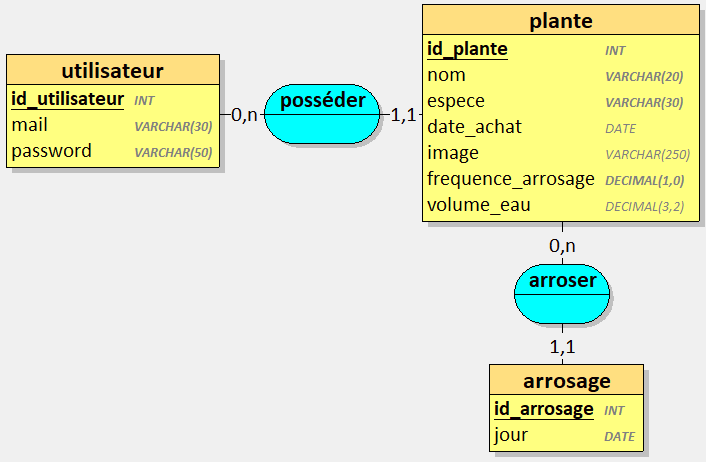 utilisateur
id_utilisateur INT
mail VARCHAR(30)
password VARCHAR(50)
0,n
posséder
1,1
plante
id_plante INT
nom VARCHAR(20)
espece VARCHAR(30)
date_achat DATE
image VARCHAR(250)
frequence_arrosage DECIMAL(1,0)
volume_eau DECIMAL(3,2)
0,n
arroser
1,1
arrosage
id_arrosage INT
jour DATE